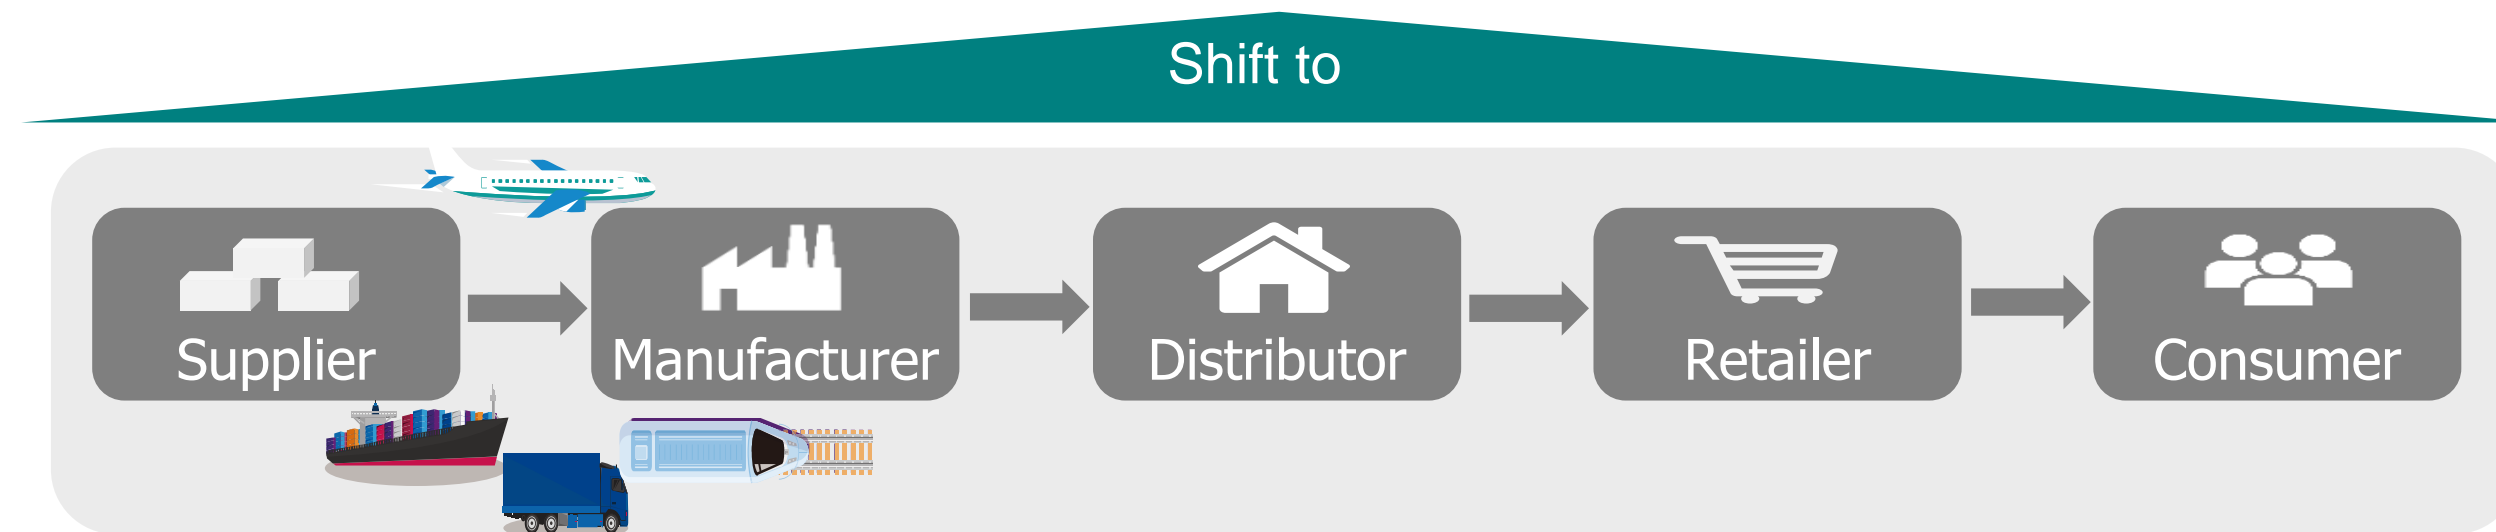 Shift to
Supplier
Manufacturer
Distributor
Retailer
Consumer